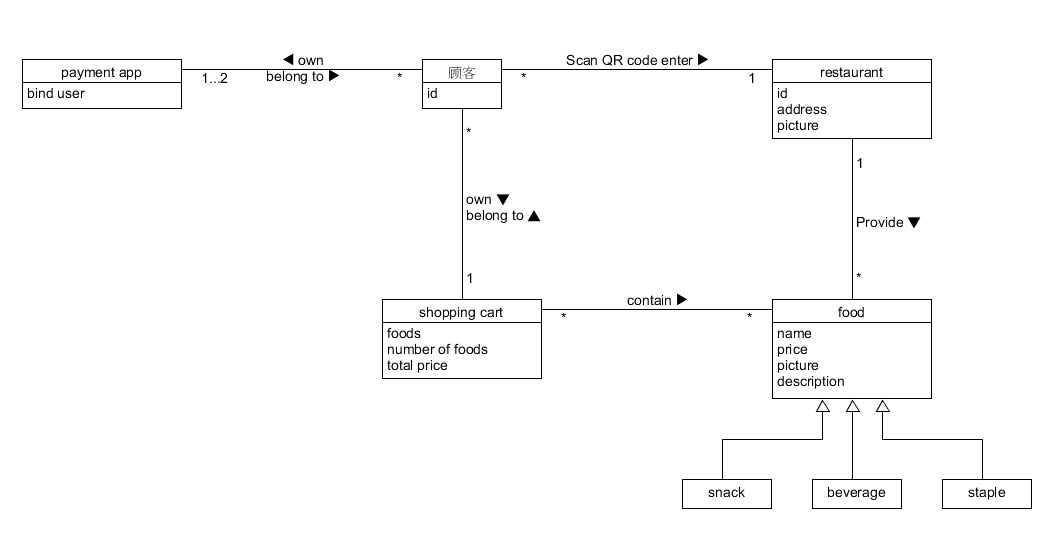 ◀ own
Scan QR code enter ▶
payment app
1...2
belong to ▶
*
顾客
*
1
restaurant
bind user
id
id
address
picture
*
1
own ▼
belong to ▲
Provide ▼
1
*
shopping cart
contain ▶
*
*
food
foods
number of foods
total price
name
price
picture
description
snack
beverage
staple